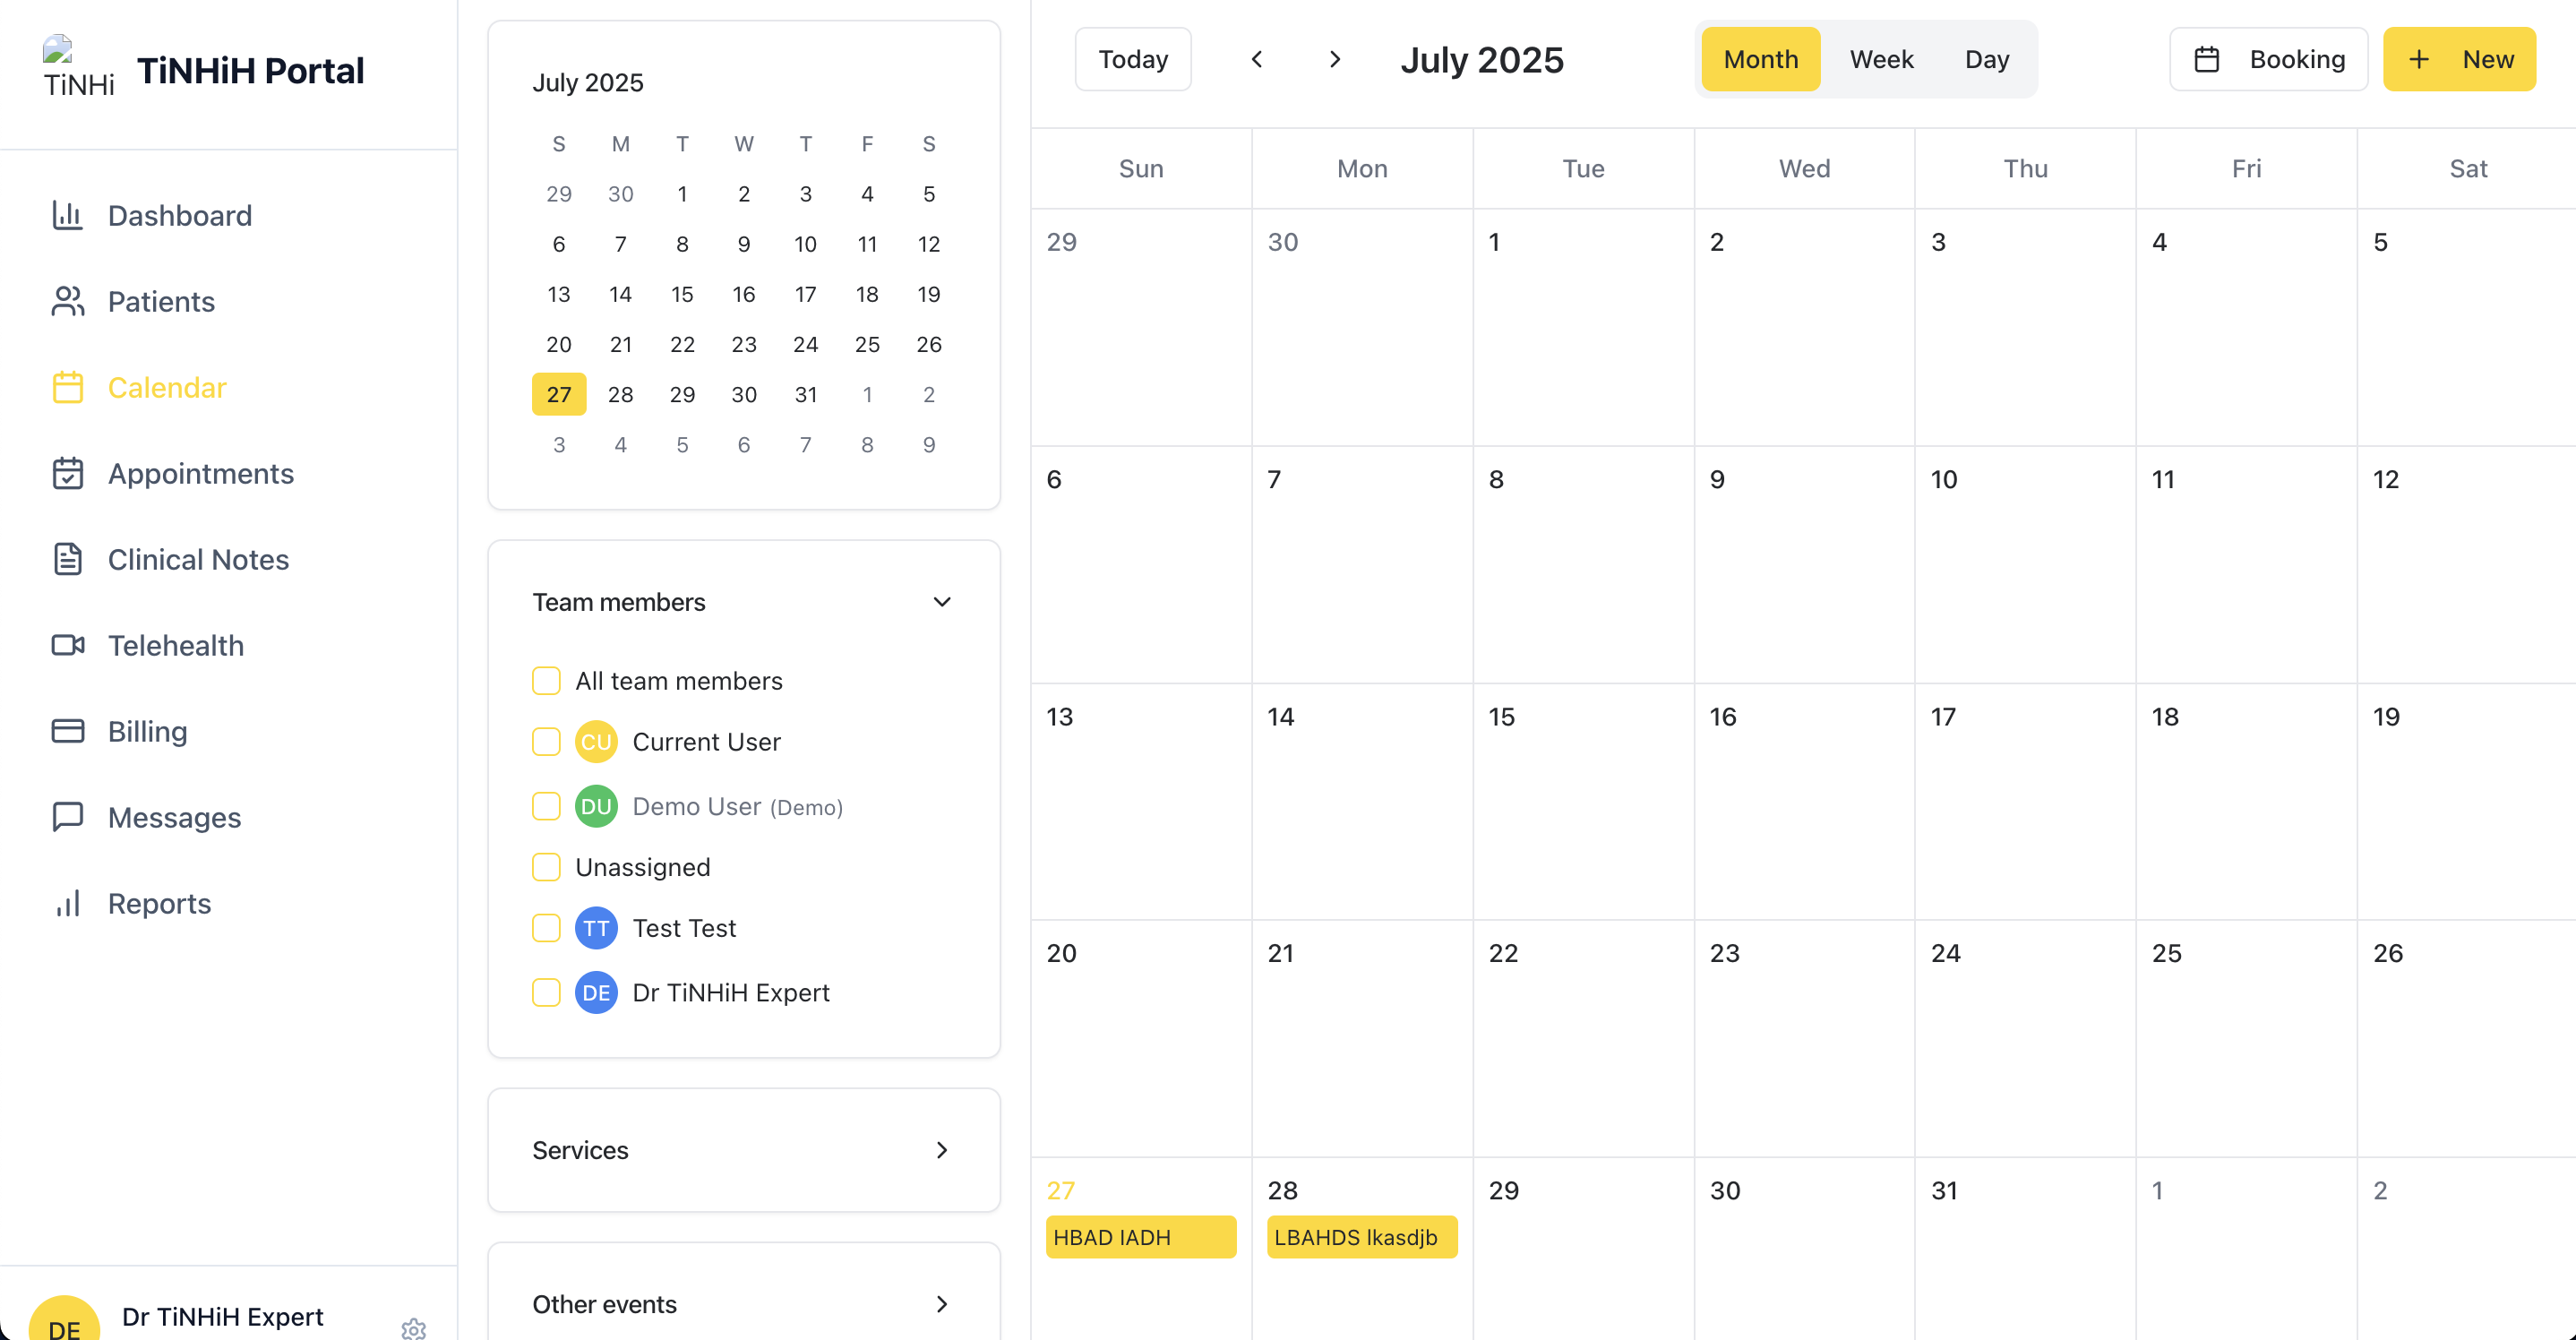 TiNHi TiNHiH Portal
Dashboard
Patients
Calendar
Appointments
Clinical Notes
Telehealth
Billing
Messages
Reports
DE Dr TiNHiH Expert
July 2025
S M T W T F S
29 30 1 2 3 4 5
6 7 8 9 10 11 12
13 14 15 16 17 18 19
20 21 22 23 24 25 26
27 28 29 30 31 1 2
3 4 5 6 7 8 9
Team members
All team members
CU Current User
DU Demo User (Demo)
Unassigned
TT Test Test
DE Dr TiNHiH Expert
Services
Other events
Today July 2025 Month Week Day Booking New
Sun Mon Tue Wed Thu Fri Sat
29 30 1 2 3 4 5
6 7 8 9 10 11 12
13 14 15 16 17 18 19
20 21 22 23 24 25 26
27 28 29 30 31 1 2
HBAD IADH LBAHDS lkasdjb